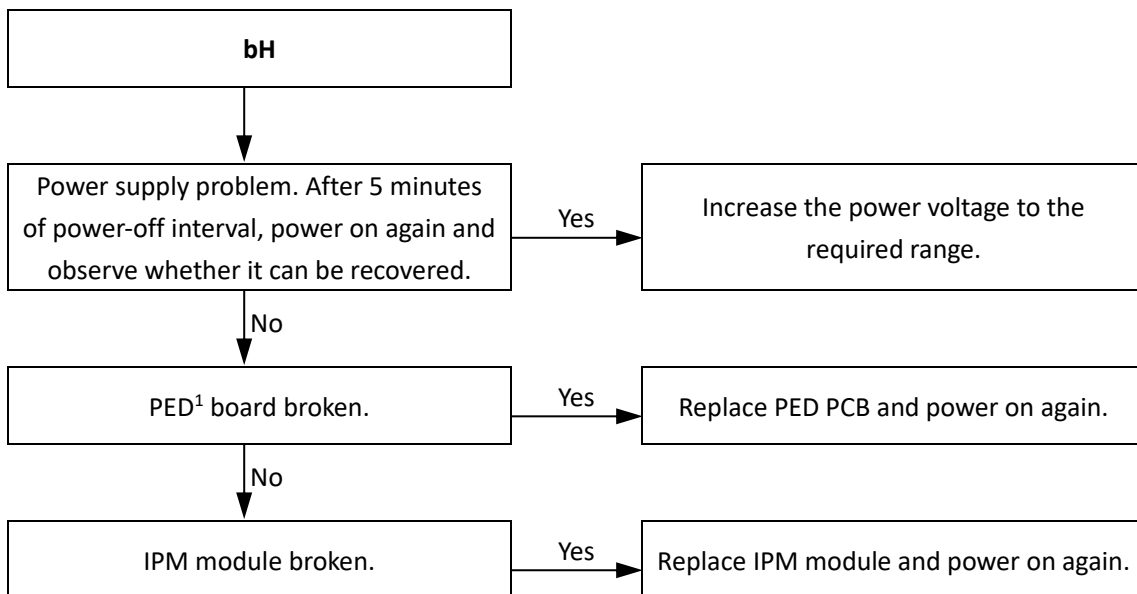 bH
Power supply problem. After 5 minutes
of power-off interval, power on again and
observe whether it can be recovered.
Yes
Increase the power voltage to the
required range.
No
PED¹ board broken.
Yes
Replace PED PCB and power on again.
No
IPM module broken.
Yes
Replace IPM module and power on again.